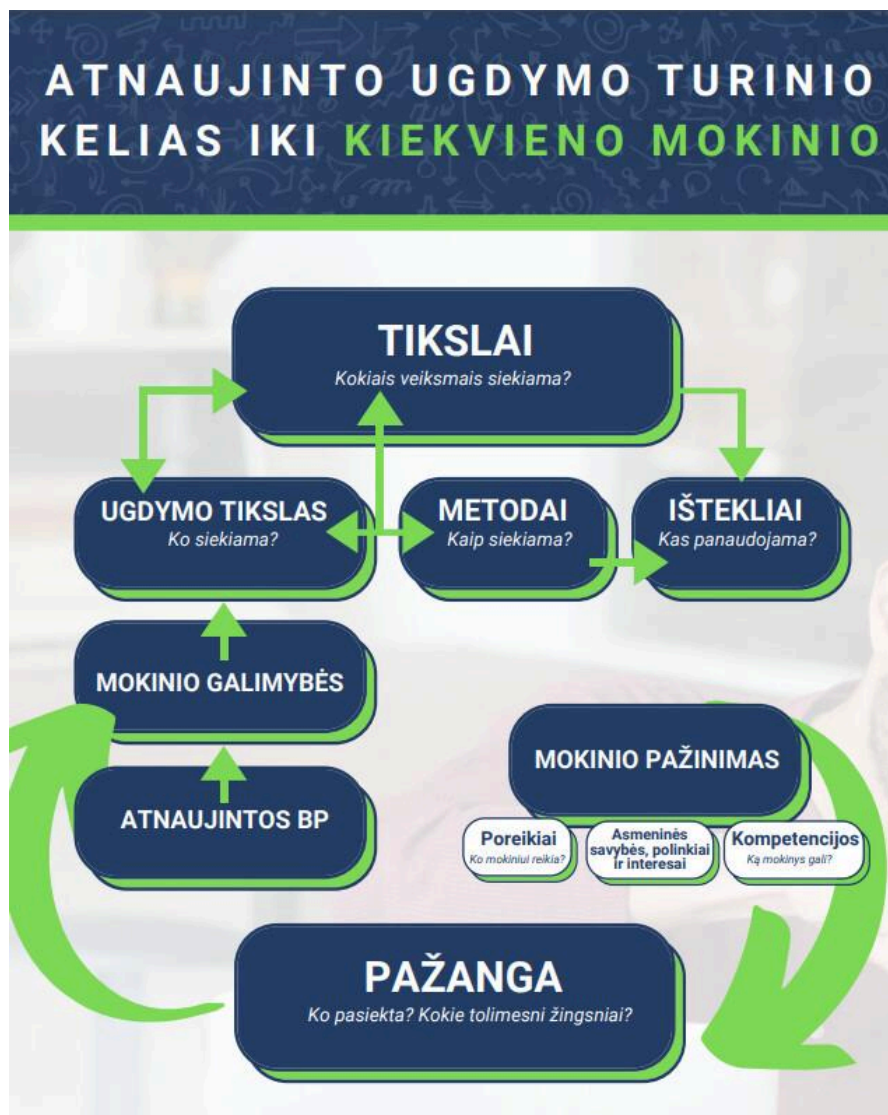 ATNAUJINTO UGDYMO TURINIO
KELIAS IKI KIEKVIENO MOKINIO
TIKSLAI
Kokiais veiksmais siekiama?
UGDYMO TIKSLAS
Ko siekiama?
METODAI
Kaip siekiama?
IŠTEKLIAI
Kas panaudojama?
MOKINIO GALIMYBĖS
ATNAUJINTOS BP
MOKINIO PAŽINIMAS
Poreikiai
Ko mokiniui reikia?
Asmeninės
savybės, polinkiai
ir interesai
Kompetencijos
Ką mokinys gali?
PAŽANGA
Ko pasiekta? Kokie tolimesni žingsniai?